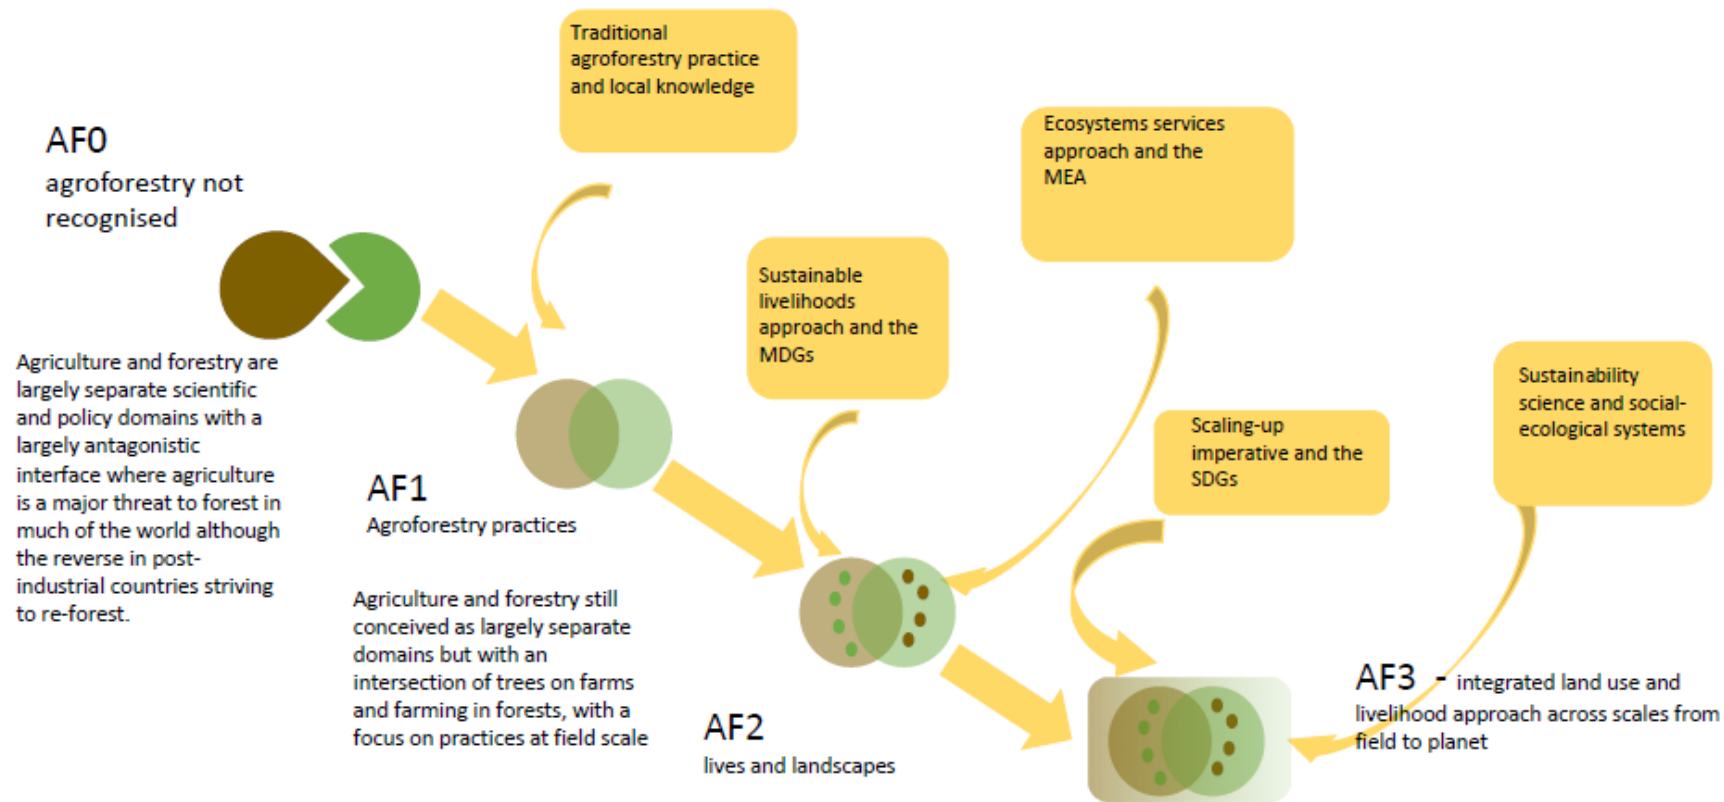 Traditional
agroforestry practice
and local knowledge
AF0
agroforestry not
recognised
Ecosystems services
approach and the
MEA
Sustainable
livelihoods
approach and the
MDGs
Agriculture and forestry are
largely separate scientific
and policy domains with a
largely antagonistic
interface where agriculture
is a major threat to forest in
much of the world although
the reverse in post-
industrial countries striving
to re-forest.
Sustainability
science and social-
ecological systems
Scaling-up
imperative and the
SDGs
AF1
Agroforestry practices
Agriculture and forestry still
conceived as largely separate
domains but with an
intersection of trees on farms
and farming in forests, with a
focus on practices at field scale
AF2
lives and landscapes
AF3 - integrated land use and
livelihood approach across scales from
field to planet